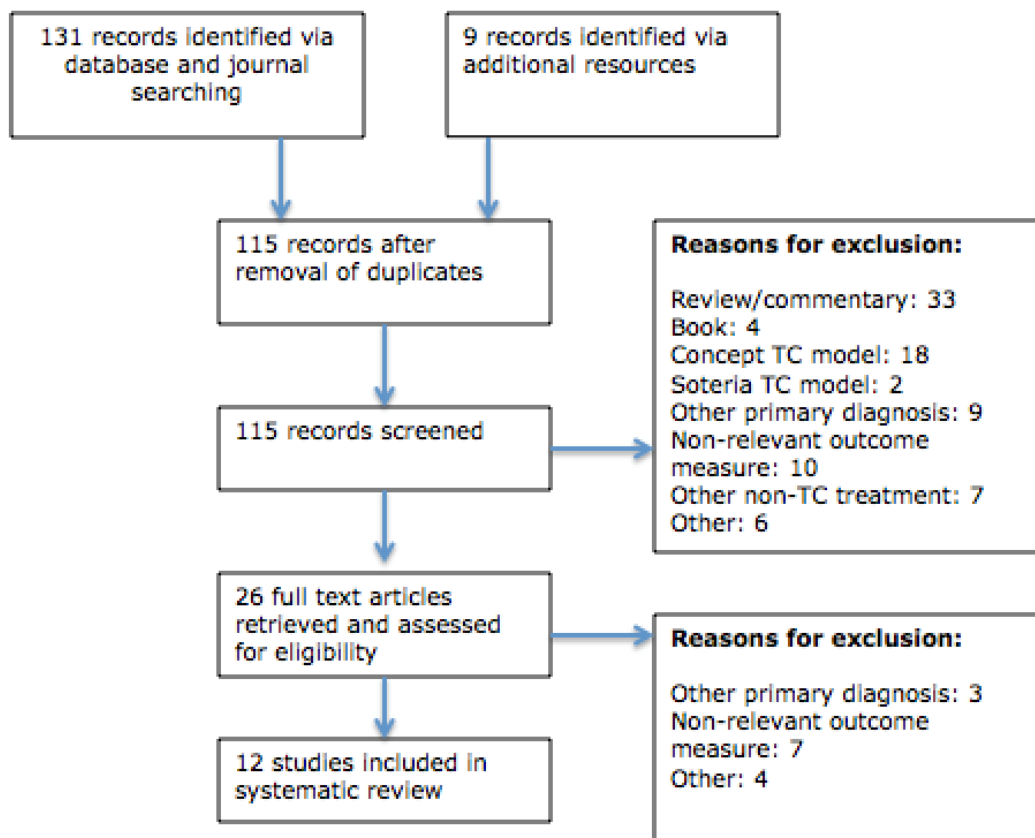 131 records identified via
database and journal
searching
9 records identified via
additional resources
115 records after
removal of duplicates
Reasons for exclusion:
Review/commentary: 33
Book: 4
Concept TC model: 18
Soteria TC model: 2
Other primary diagnosis: 9
Non-relevant outcome
measure: 10
Other non-TC treatment: 7
Other: 6
115 records screened
26 full text articles
retrieved and assessed
for eligibility
Reasons for exclusion:
Other primary diagnosis: 3
Non-relevant outcome
measure: 7
Other: 4
12 studies included in
systematic review